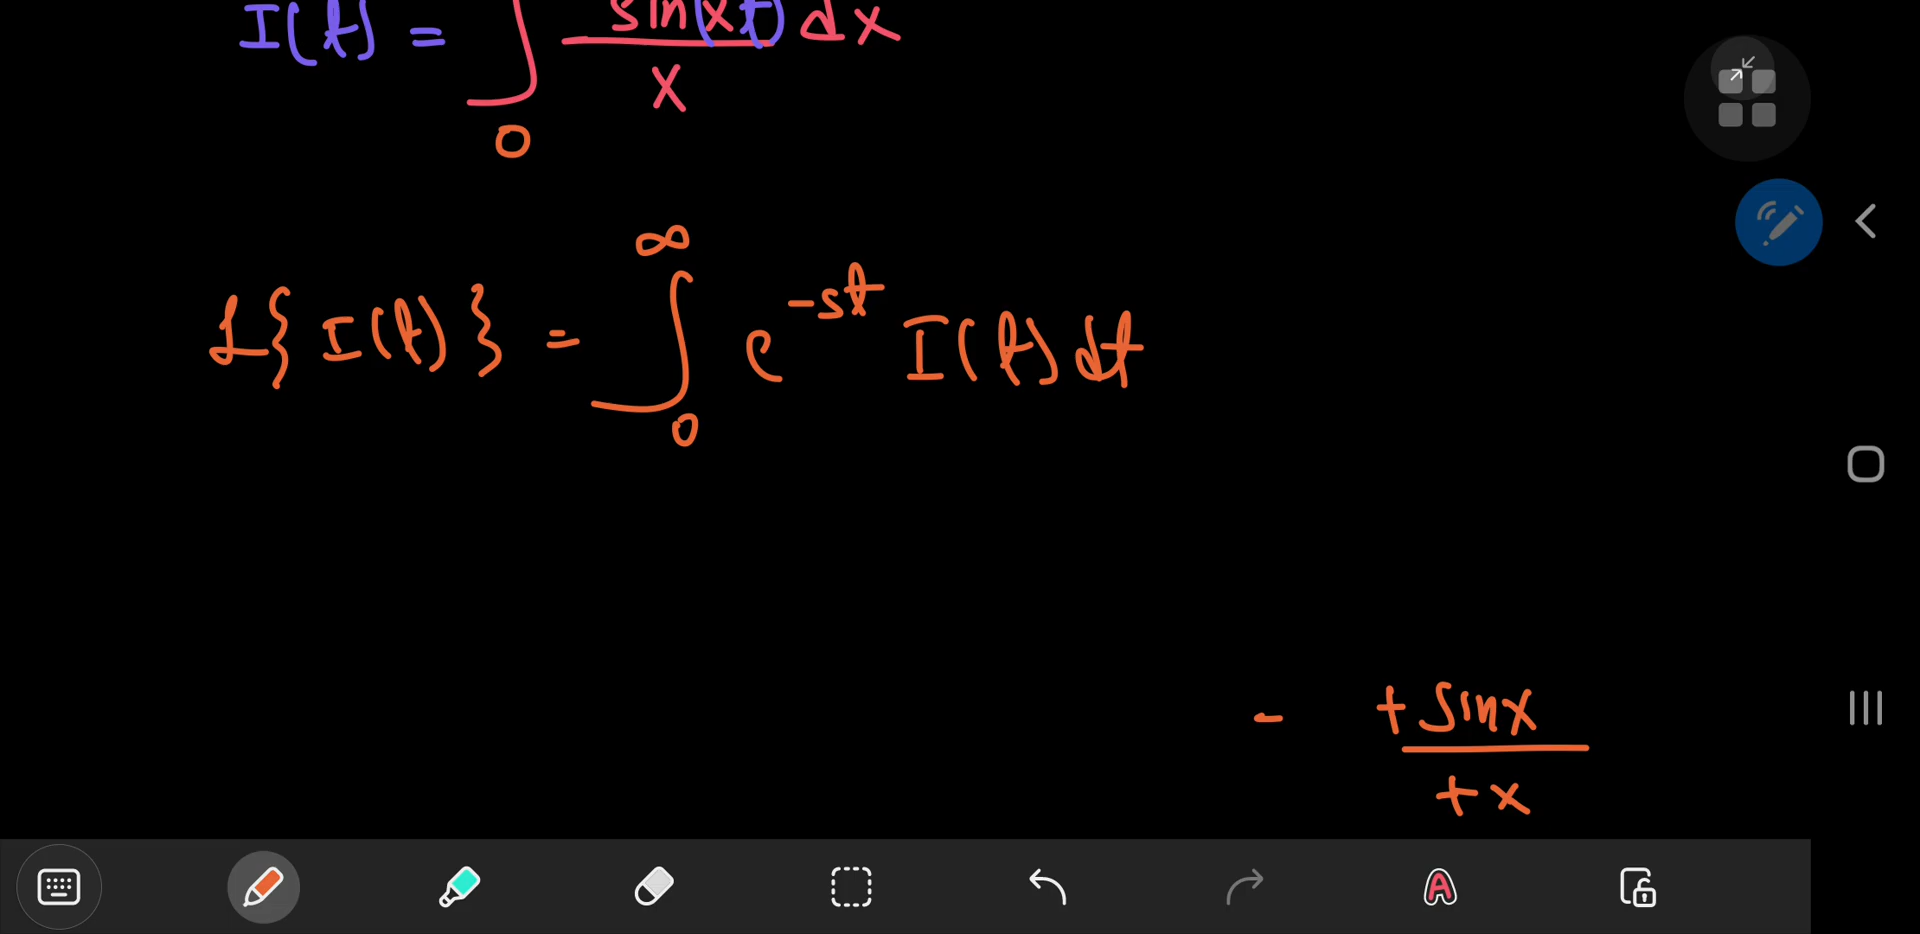 I(t) = ∫₀ sin(xt)/x dx
ℒ{I(t)} = ∫₀^∞ e^{-st} I(t) dt
- + sinx / + x
A